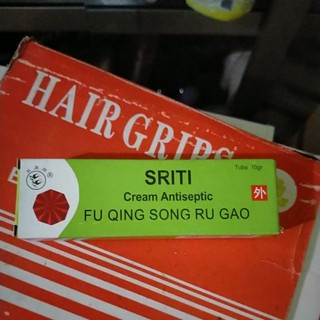 HAIR GRIPS
SRITI
Tube 10gr
Cream Antiseptic
外
FU QING SONG RU GAO